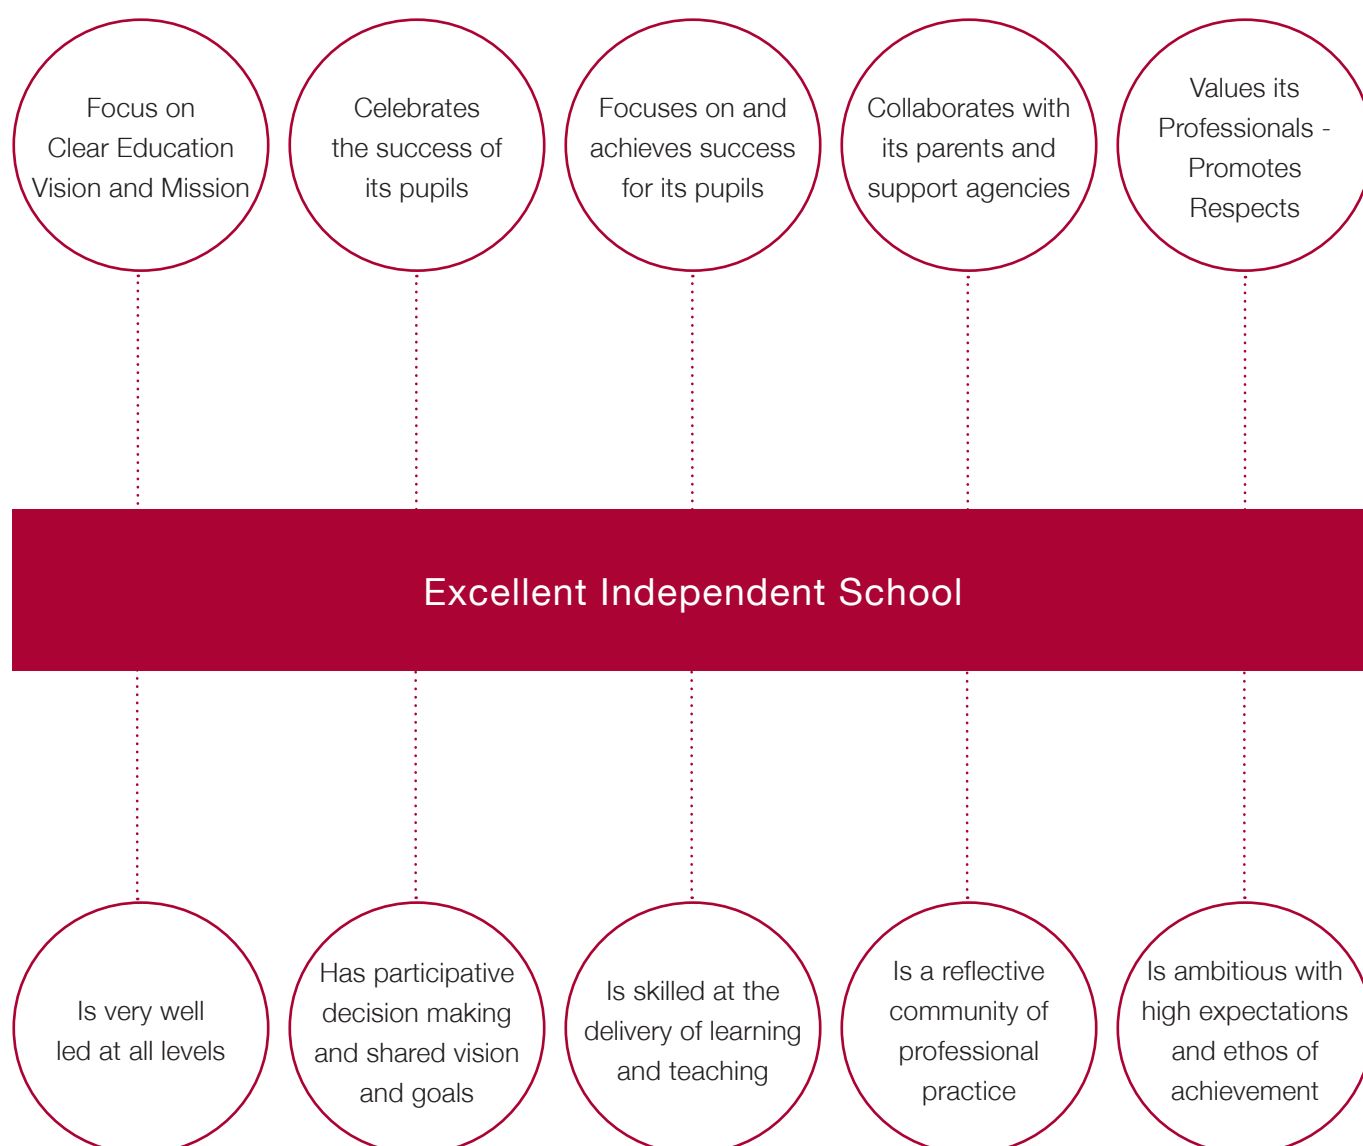 Focus on
Clear Education
Vision and Mission
Celebrates
the success of
its pupils
Focuses on and
achieves success
for its pupils
Collaborates with
its parents and
support agencies
Values its
Professionals -
Promotes
Respects
Excellent Independent School
Is very well
led at all levels
Has participative
decision making
and shared vision
and goals
Is skilled at the
delivery of learning
and teaching
Is a reflective
community of
professional
practice
Is ambitious with
high expectations
and ethos of
achievement